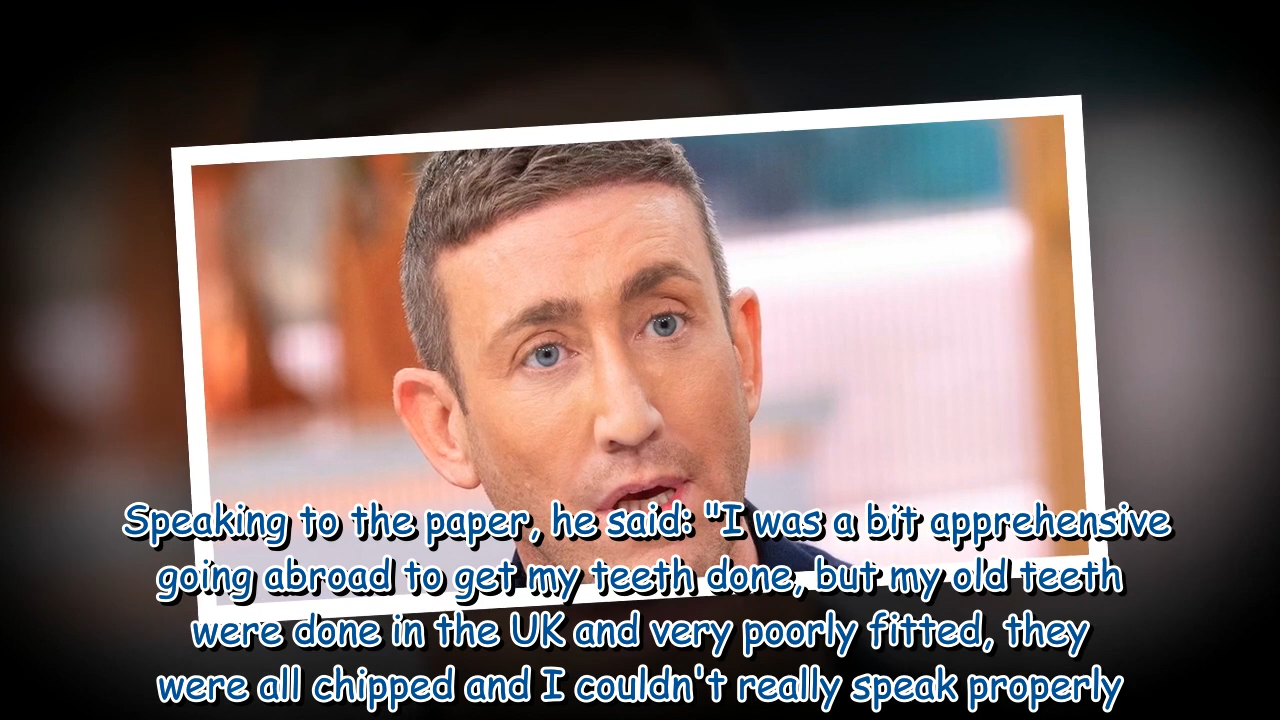 Speaking to the paper, he said: "I was a bit apprehensive
going abroad to get my teeth done, but my old teeth
were done in the UK and very poorly fitted, they
were all chipped and I couldn't really speak properly